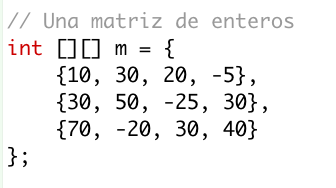 // Una matriz de enteros
int [][] m = {
    {10, 30, 20, -5},
    {30, 50, -25, 30},
    {70, -20, 30, 40}
};